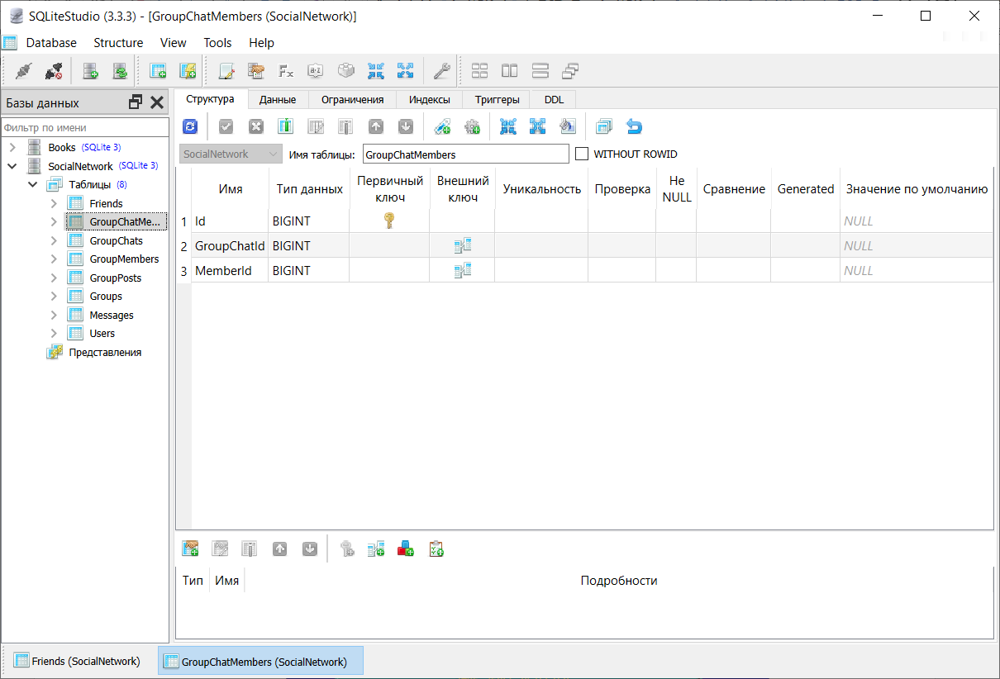 SQLiteStudio (3.3.3) - [GroupChatMembers (SocialNetwork)]
Database Structure View Tools Help
Базы данных
Фильтр по имени
Books (SQLite 3)
SocialNetwork (SQLite 3)
Таблицы (8)
Friends
GroupChatMe...
GroupChats
GroupMembers
GroupPosts
Groups
Messages
Users
Представления
Структура Данные Ограничения Индексы Триггеры DDL
SocialNetwork Имя таблицы: GroupChatMembers WITHOUT ROWID
Имя Тип данных Первичный ключ Внешний ключ Уникальность Проверка Не NULL Сравнение Generated Значение по умолчанию
1 Id BIGINT NULL
2 GroupChatId BIGINT NULL
3 MemberId BIGINT NULL
Тип Имя Подробности
Friends (SocialNetwork) GroupChatMembers (SocialNetwork)